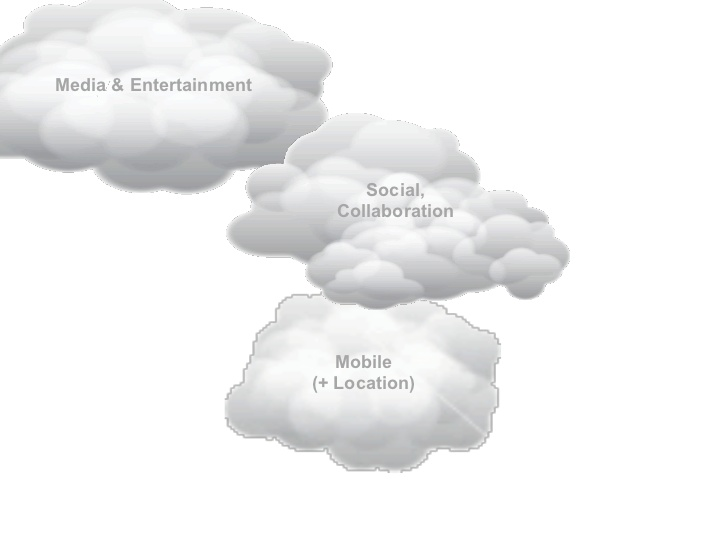 Media & Entertainment
Social,
Collaboration
Mobile
(+ Location)